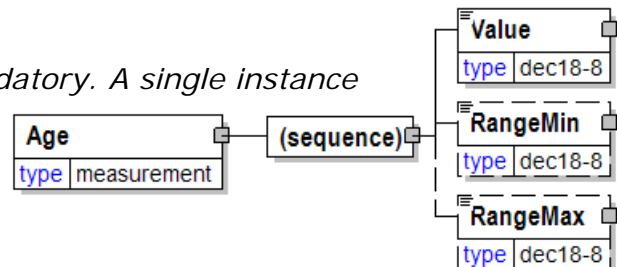 Value
type dec18-8
datory. A single instance
RangeMin
type dec18-8
Age
type measurement
(sequence)
RangeMax
type dec18-8